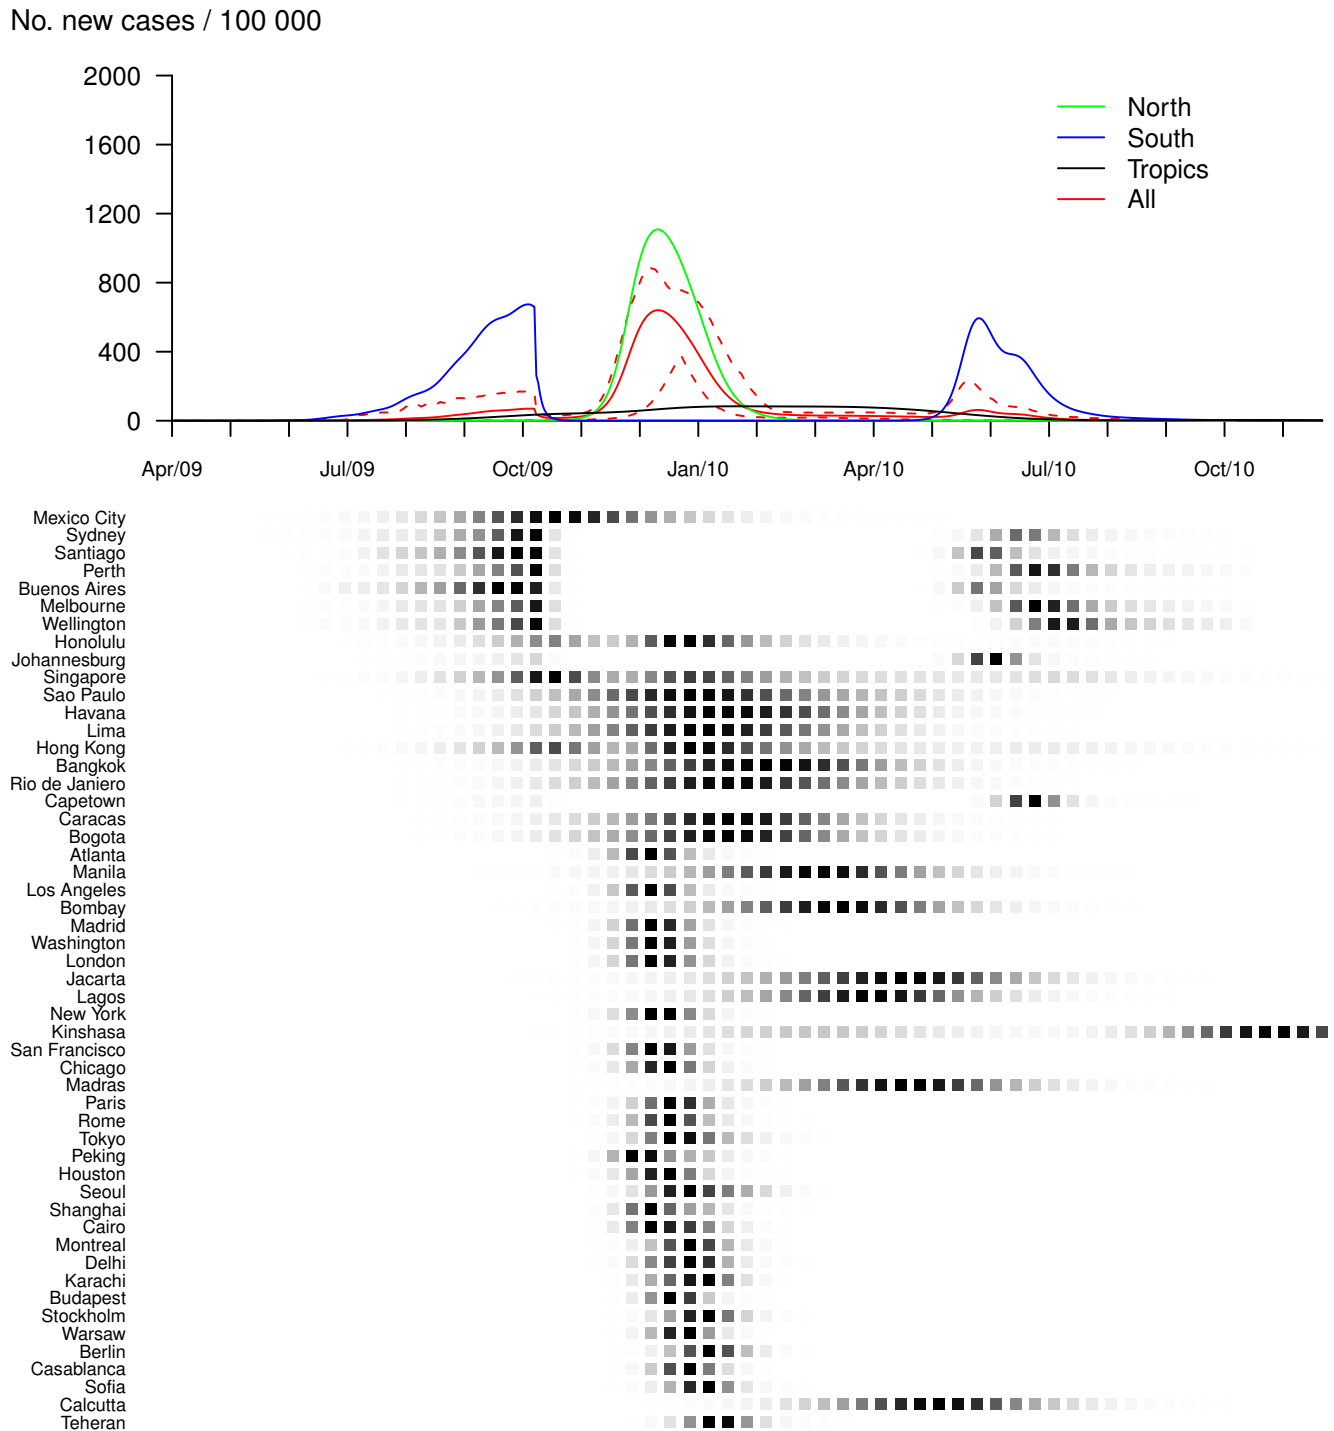 No. new cases / 100 000
2000
1600
1200
800
400
0
North
South
Tropics
All
Apr/09 Jul/09 Oct/09 Jan/10 Apr/10 Jul/10 Oct/10
Mexico City
Sydney
Santiago
Perth
Buenos Aires
Melbourne
Wellington
Honolulu
Johannesburg
Singapore
Sao Paulo
Havana
Lima
Hong Kong
Bangkok
Rio de Janiero
Capetown
Caracas
Bogota
Atlanta
Manila
Los Angeles
Bombay
Madrid
Washington
London
Jacarta
Lagos
New York
Kinshasa
San Francisco
Chicago
Madras
Paris
Rome
Tokyo
Peking
Houston
Seoul
Shanghai
Cairo
Montreal
Delhi
Karachi
Budapest
Stockholm
Warsaw
Berlin
Casablanca
Sofia
Calcutta
Teheran